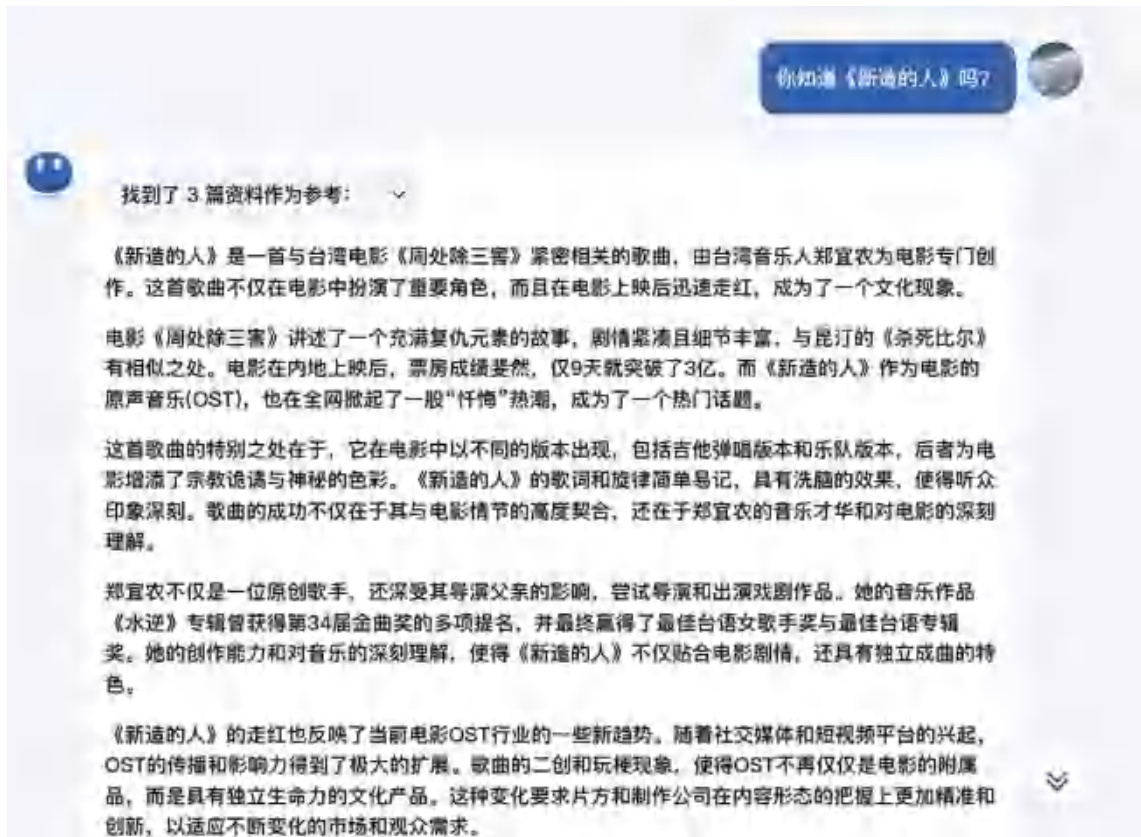 你知道《新造的人》吗?
找到了 3 篇资料作为参考:
《新造的人》是一首与台湾电影《周处除三害》紧密相关的歌曲,由台湾音乐人郑宜农为电影专门创
作。这首歌曲不仅在电影中扮演了重要角色,而且在电影上映后迅速走红,成为了一个文化现象。
电影《周处除三害》讲述了一个充满复仇元素的故事,剧情紧凑且细节丰富,与昆汀的《杀死比尔》
有相似之处。电影在内地上映后,票房成绩斐然,仅9天就突破了3亿。而《新造的人》作为电影的
原声音乐(OST),也在全网掀起了一股“忏悔”热潮,成为了一个热门话题。
这首歌曲的特别之处在于,它在电影中以不同的版本出现,包括吉他弹唱版本和乐队版本,后者为电
影增添了宗教诡谲与神秘的色彩。《新造的人》的歌词和旋律简单易记,具有洗脑的效果,使得听众
印象深刻。歌曲的成功不仅在于其与电影情节的高度契合,还在于郑宜农的音乐才华和对电影的深刻
理解。
郑宜农不仅是一位原创歌手,还深受其导演父亲的影响,尝试导演和出演戏剧作品。她的音乐作品
《水逆》专辑曾获得第34届金曲奖的多项提名,并最终赢得了最佳台语女歌手奖与最佳台语专辑
奖。她的创作能力和对音乐的深刻理解,使得《新造的人》不仅贴合电影剧情,还具有独立成曲的特
色。
《新造的人》的走红也反映了当前电影OST行业的一些新趋势。随着社交媒体和短视频平台的兴起,
OST的传播和影响力得到了极大的扩展。歌曲的二创和玩梗现象,使得OST不再仅仅是电影的附属
品,而是具有独立生命力的文化产品。这种变化要求片方和制作公司在内容形态的把握上更加精准和
创新,以适应不断变化的市场和观众需求。